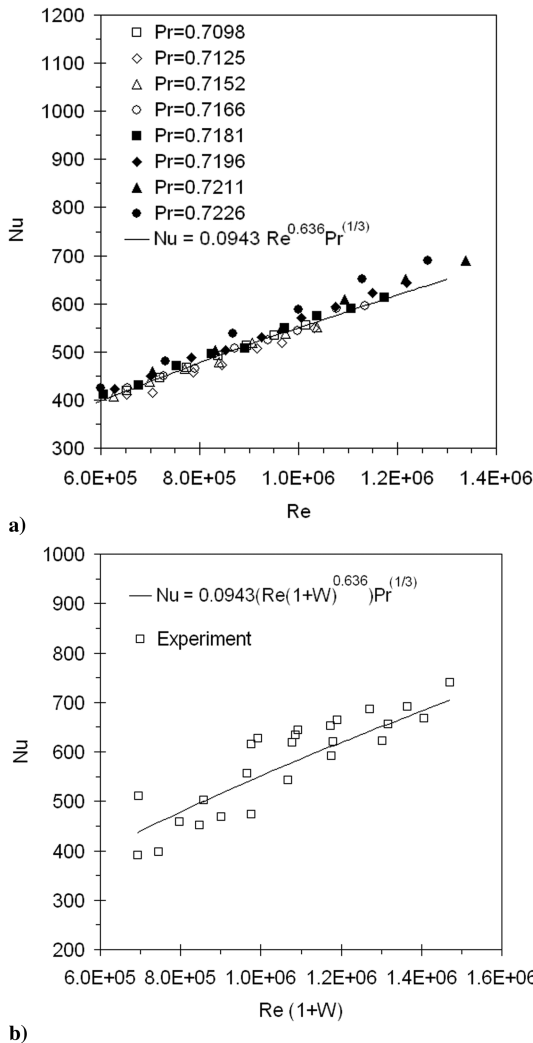 1200
1100
1000
900
800
700
600
500
400
300
Nu
Pr=0.7098
Pr=0.7125
Pr=0.7152
Pr=0.7166
Pr=0.7181
Pr=0.7196
Pr=0.7211
Pr=0.7226
Nu = 0.0943 Re^0.636 Pr^(1/3)
6.0E+05 8.0E+05 1.0E+06 1.2E+06 1.4E+06
Re
a)
1000
900
800
700
600
500
400
300
200
Nu
Nu = 0.0943(Re(1+W)^0.636)Pr^(1/3)
Experiment
6.0E+05 8.0E+05 1.0E+06 1.2E+06 1.4E+06 1.6E+0
Re (1+W)
b)